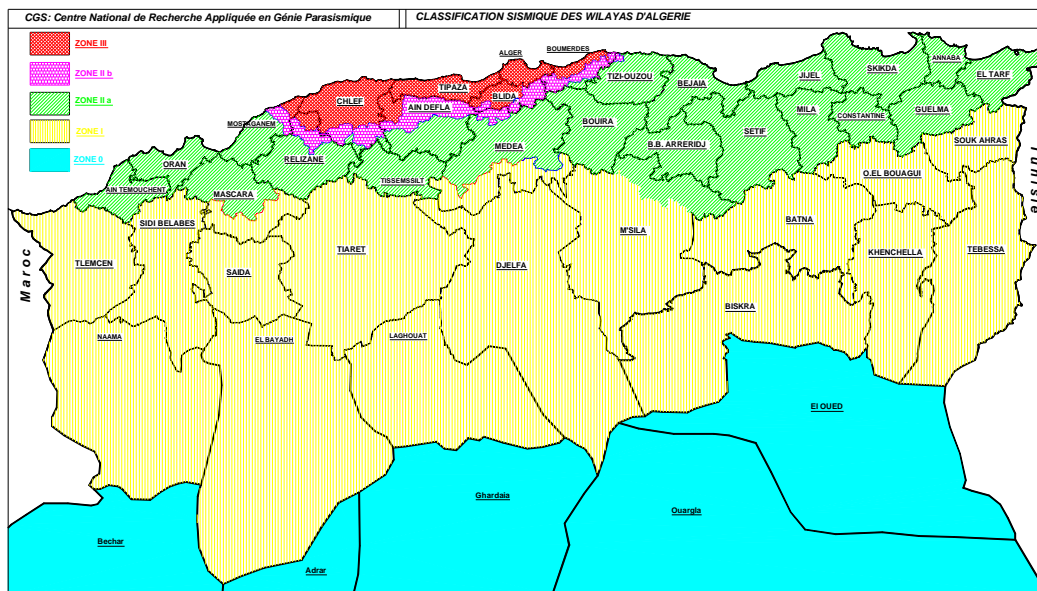 CGS: Centre National de Recherche Appliquée en Génie Parasismique
CLASSIFICATION SISMIQUE DES WILAYAS D'ALGERIE
ZONE III
ZONE II b
ZONE II a
ZONE I
ZONE 0
ALGER
BOUMERDES
TIPAZA
BLIDA
CHLEF
AIN DEFLA
TIZI-OUZOU
BEJAIA
JIJEL
SKIKDA
ANNABA
EL TARF
MOSTAGANEM
RELIZANE
BOUIRA
MEDEA
B.B. ARRERIDJ
SETIF
MILA
CONSTANTINE
GUELMA
SOUK AHRAS
ORAN
AIN TEMOUCHENT
MASCARA
TISSEMSSILT
O.EL BOUAGUI
SIDI BELABES
TLEMCEN
SAIDA
TIARET
DJELFA
M'SILA
BATNA
KHENCHELLA
TEBESSA
BISKRA
NAAMA
EL BAYADH
LAGHOUAT
El OUED
Ghardaia
Ouargla
Bechar
Adrar
Maroc
Tunisie